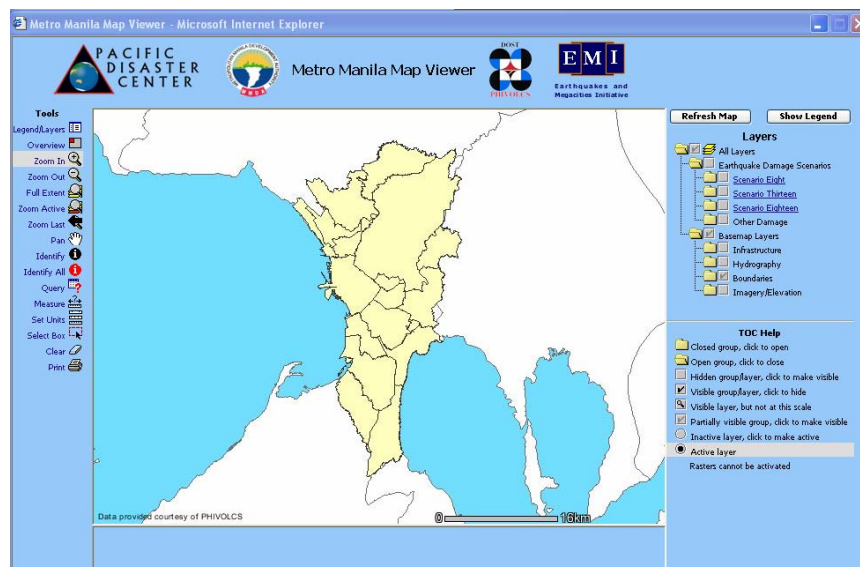 Metro Manila Map Viewer - Microsoft Internet Explorer
PACIFIC
DISASTER
CENTER
MMDA
Metro Manila Map Viewer
DOST
PHIVOLCS
EMI
Earthquakes and
Megacities Initiative
Tools
Legend/Layers
Overview
Zoom In
Zoom Out
Full Extent
Zoom Active
Zoom Last
Pan
Identify
Identify All
Query
Measure
Set Units
Select Box
Clear
Print
Data provided courtesy of PHIVOLCS
0 16km
Refresh Map Show Legend
Layers
All Layers
Earthquake Damage Scenarios
Scenario Eight
Scenario Thirteen
Scenario Eighteen
Other Damage
Basemap Layers
Infrastructure
Hydrography
Boundaries
Imagery/Elevation
TOC Help
Closed group, click to open
Open group, click to close
Hidden group/layer, click to make visible
Visible group/layer, click to hide
Visible layer, but not at this scale
Partially visible group, click to make visible
Inactive layer, click to make active
Active layer
Rasters cannot be activated